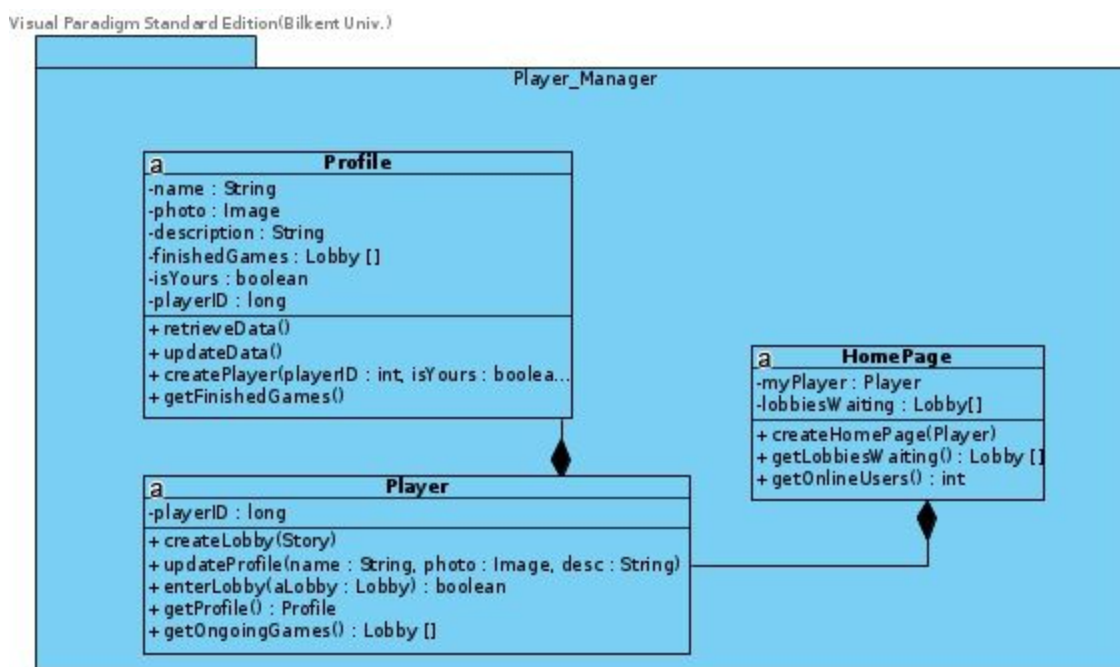 Visual Paradigm Standard Edition(Bilkent Univ.)
Player_Manager
a
Profile
-name : String
-photo : Image
-description : String
-finishedGames : Lobby []
-isYours : boolean
-playerID : long
+retrieveData()
+updateData()
+createPlayer(playerID : int, isYours : boolea...
+getFinishedGames()
a
HomePage
-myPlayer : Player
-lobbiesWaiting : Lobby[]
+createHomePage(Player)
+getLobbiesWaiting() : Lobby []
+getOnlineUsers() : int
a
Player
-playerID : long
+createLobby(Story)
+updateProfile(name : String, photo : Image, desc : String)
+enterLobby(aLobby : Lobby) : boolean
+getProfile() : Profile
+getOngoingGames() : Lobby []